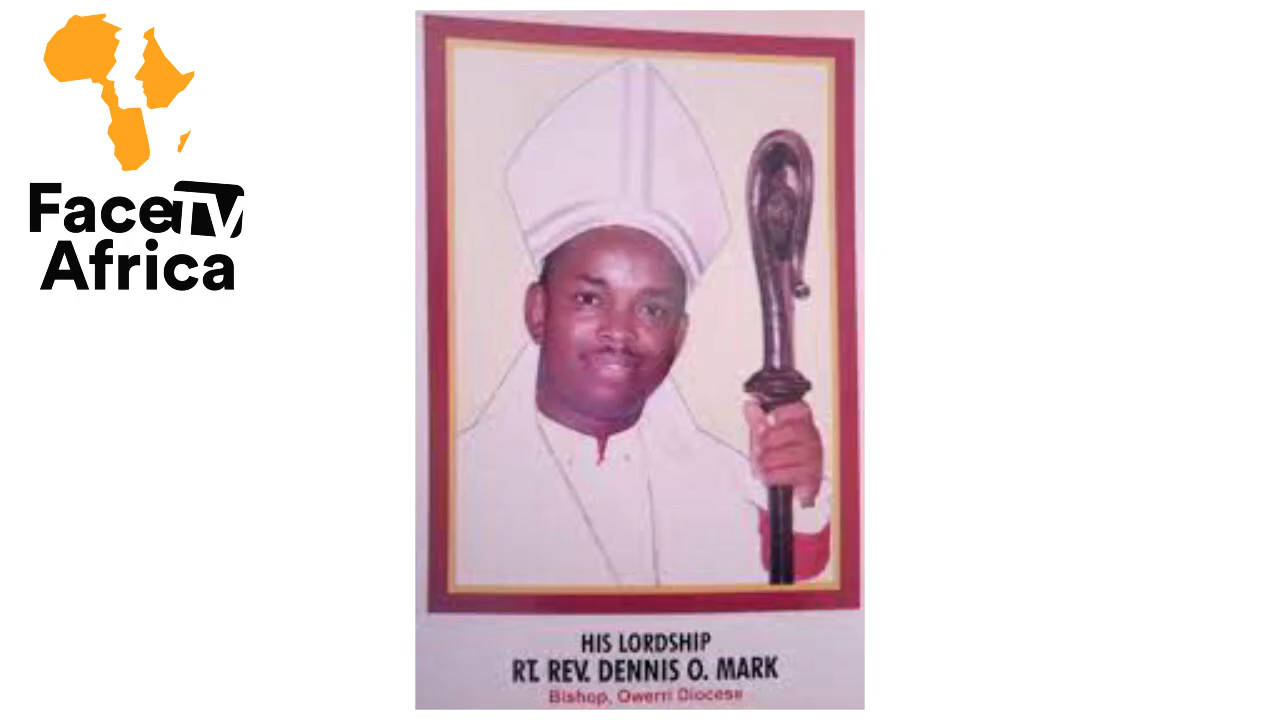 FaceTV
Africa
HIS LORDSHIP
RT. REV. DENNIS O. MARK
Bishop, Owerri Diocese